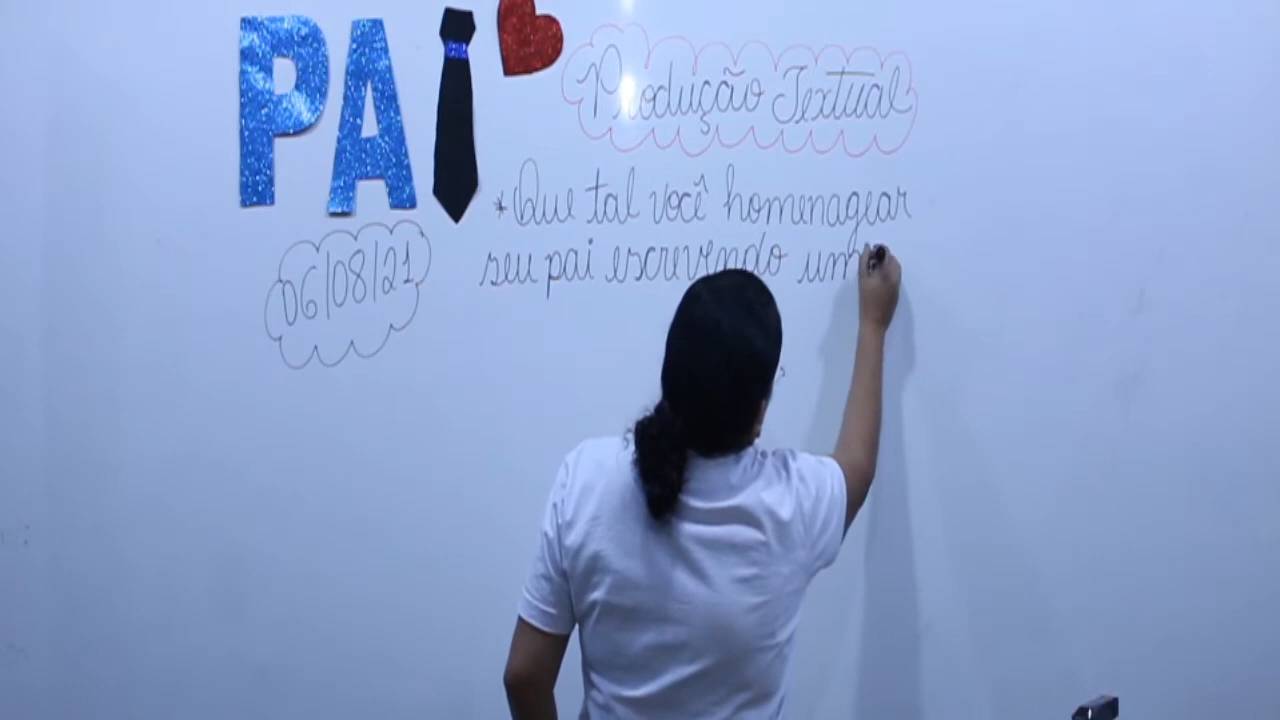 PAI
Produção Textual
06/08/21
*Que tal você homenagear
seu pai escrevendo um